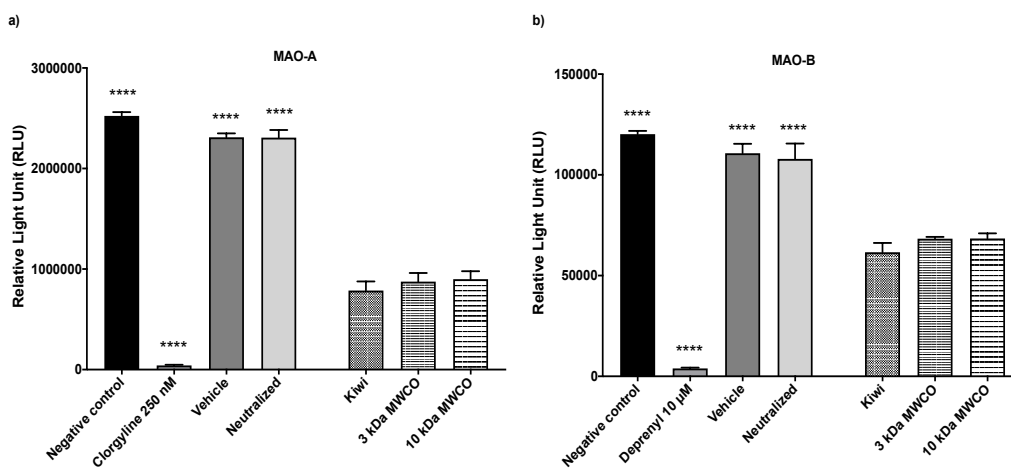 a)
MAO-A
Relative Light Unit (RLU)
3000000
2000000
1000000
0
****
****
****
****
Negative control
Clorgyline 250 nM
Vehicle
Neutralized
Kiwi
3 kDa MWCO
10 kDa MWCO
b)
MAO-B
Relative Light Unit (RLU)
150000
100000
50000
0
****
****
****
****
Negative control
Deprenyl 10 µM
Vehicle
Neutralized
Kiwi
3 kDa MWCO
10 kDa MWCO